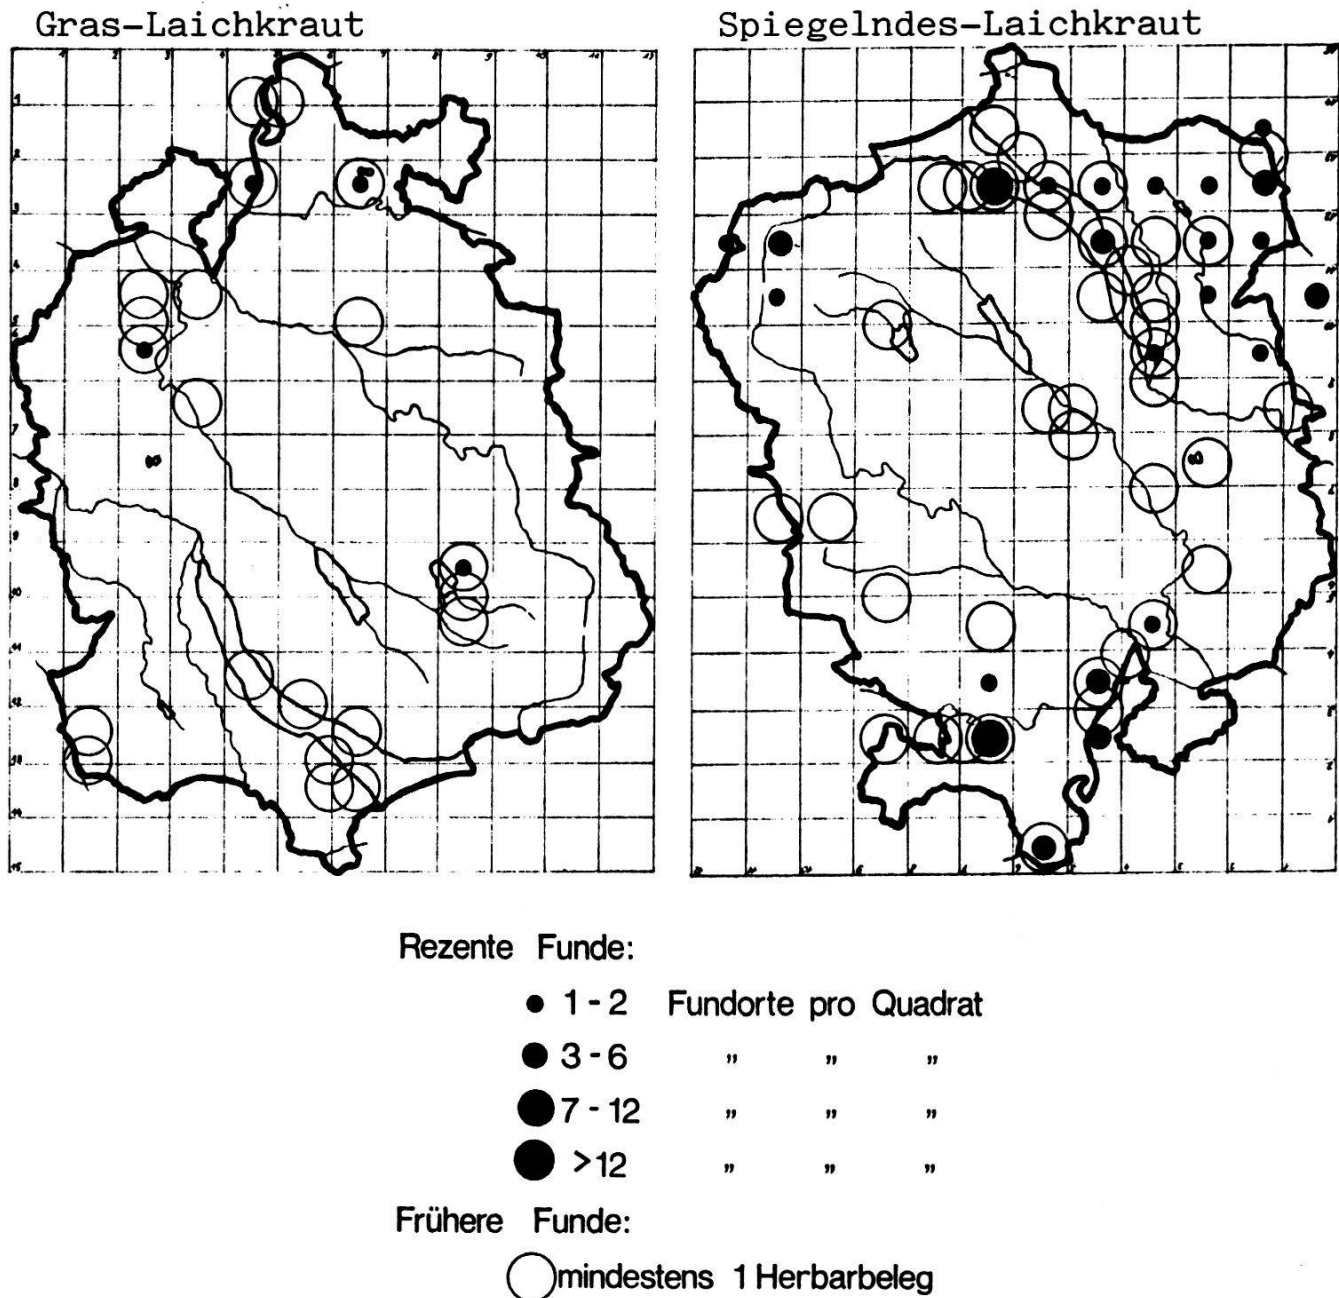 Gras-Laichkraut
Spiegelndes-Laichkraut
Rezente Funde:
1-2 Fundorte pro Quadrat
3-6 " " "
7-12 " " "
>12 " " "
Frühere Funde:
mindestens 1 Herbarbeleg